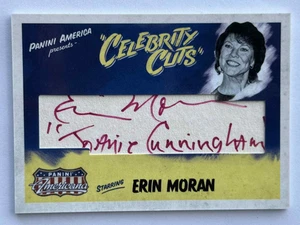 PANINI AMERICA
presents
"CELEBRITY CUTS"
Erin Moran
"Joanie Cunningham
PANINI
Americana
STARRING
ERIN MORAN